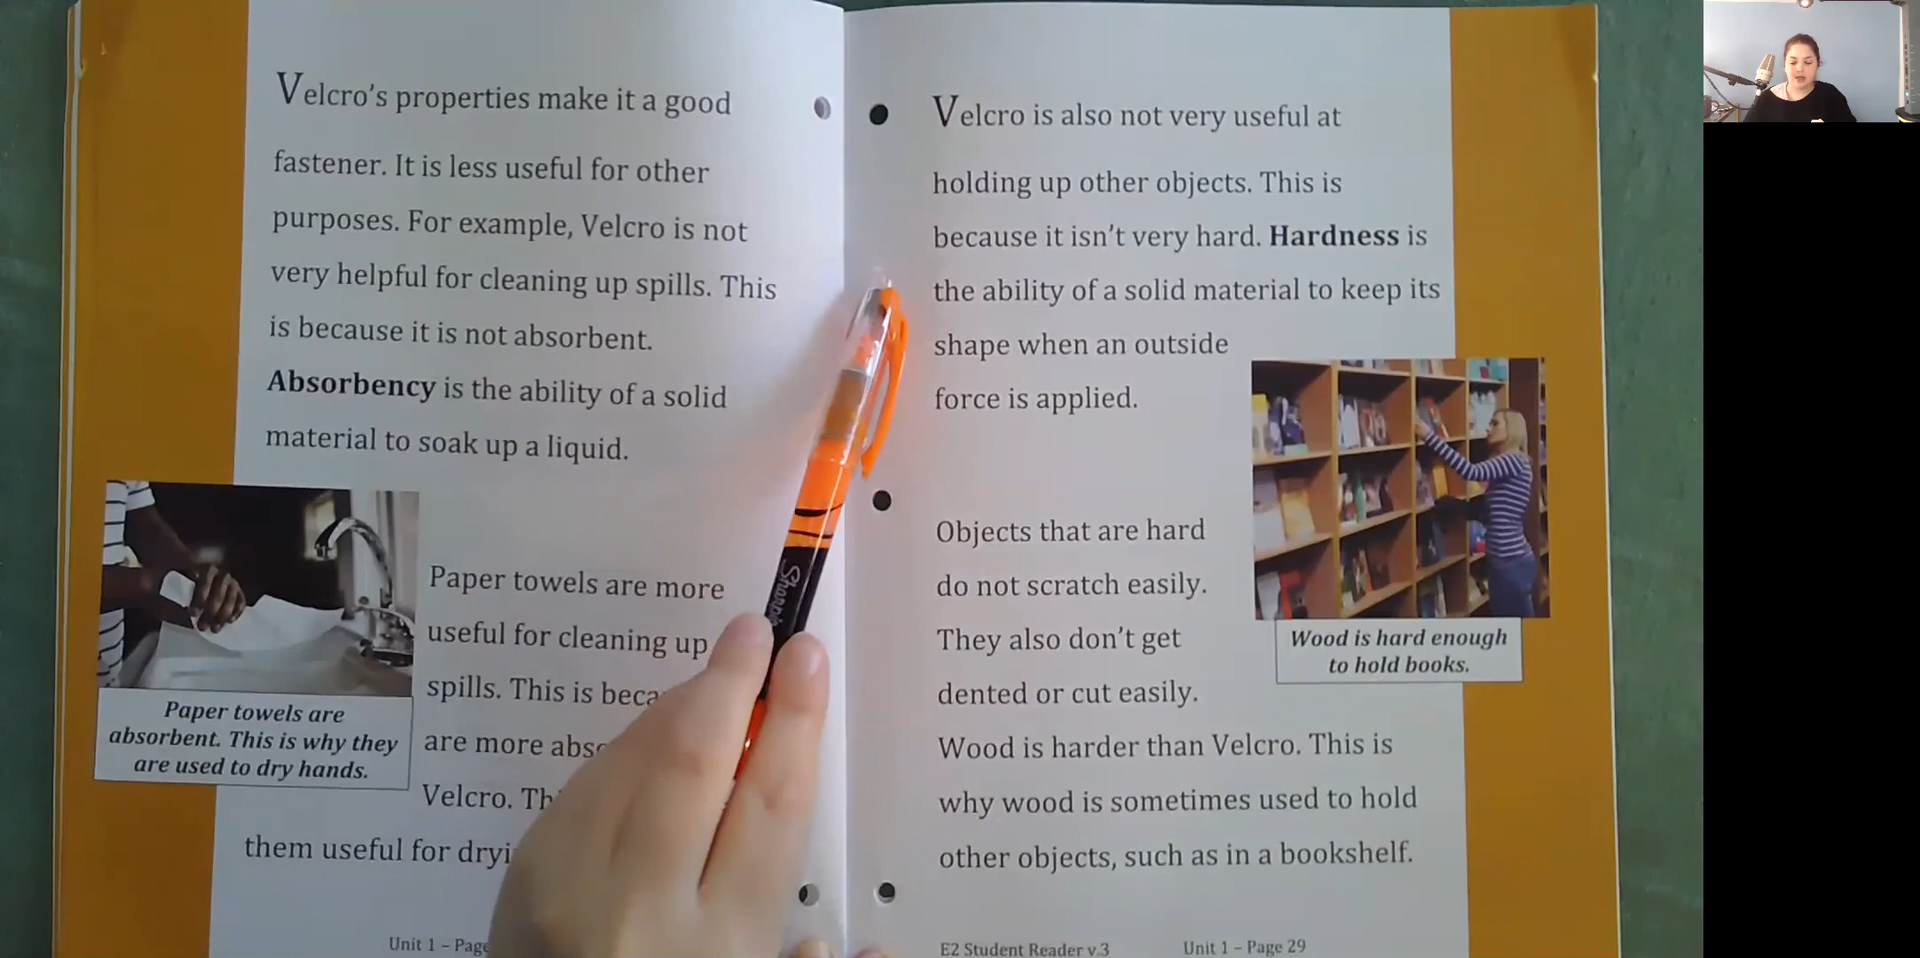 Velcro's properties make it a good
fastener. It is less useful for other
purposes. For example, Velcro is not
very helpful for cleaning up spills. This
is because it is not absorbent.
Absorbency is the ability of a solid
material to soak up a liquid.
Paper towels are more
useful for cleaning up
spills. This is
are more
Velcro.
them useful for
Paper towels are
absorbent. This is why they
are used to dry hands.
Unit 1 –
Sharpie
Velcro is also not very useful at
holding up other objects. This is
because it isn't very hard. Hardness is
the ability of a solid material to keep its
shape when an outside
force is applied.
Objects that are hard
do not scratch easily.
They also don't get
dented or cut easily.
Wood is harder than Velcro. This is
why wood is sometimes used to hold
other objects, such as in a bookshelf.
Wood is hard enough
to hold books.
E2 Student Reader v.3 Unit 1 – Page 29